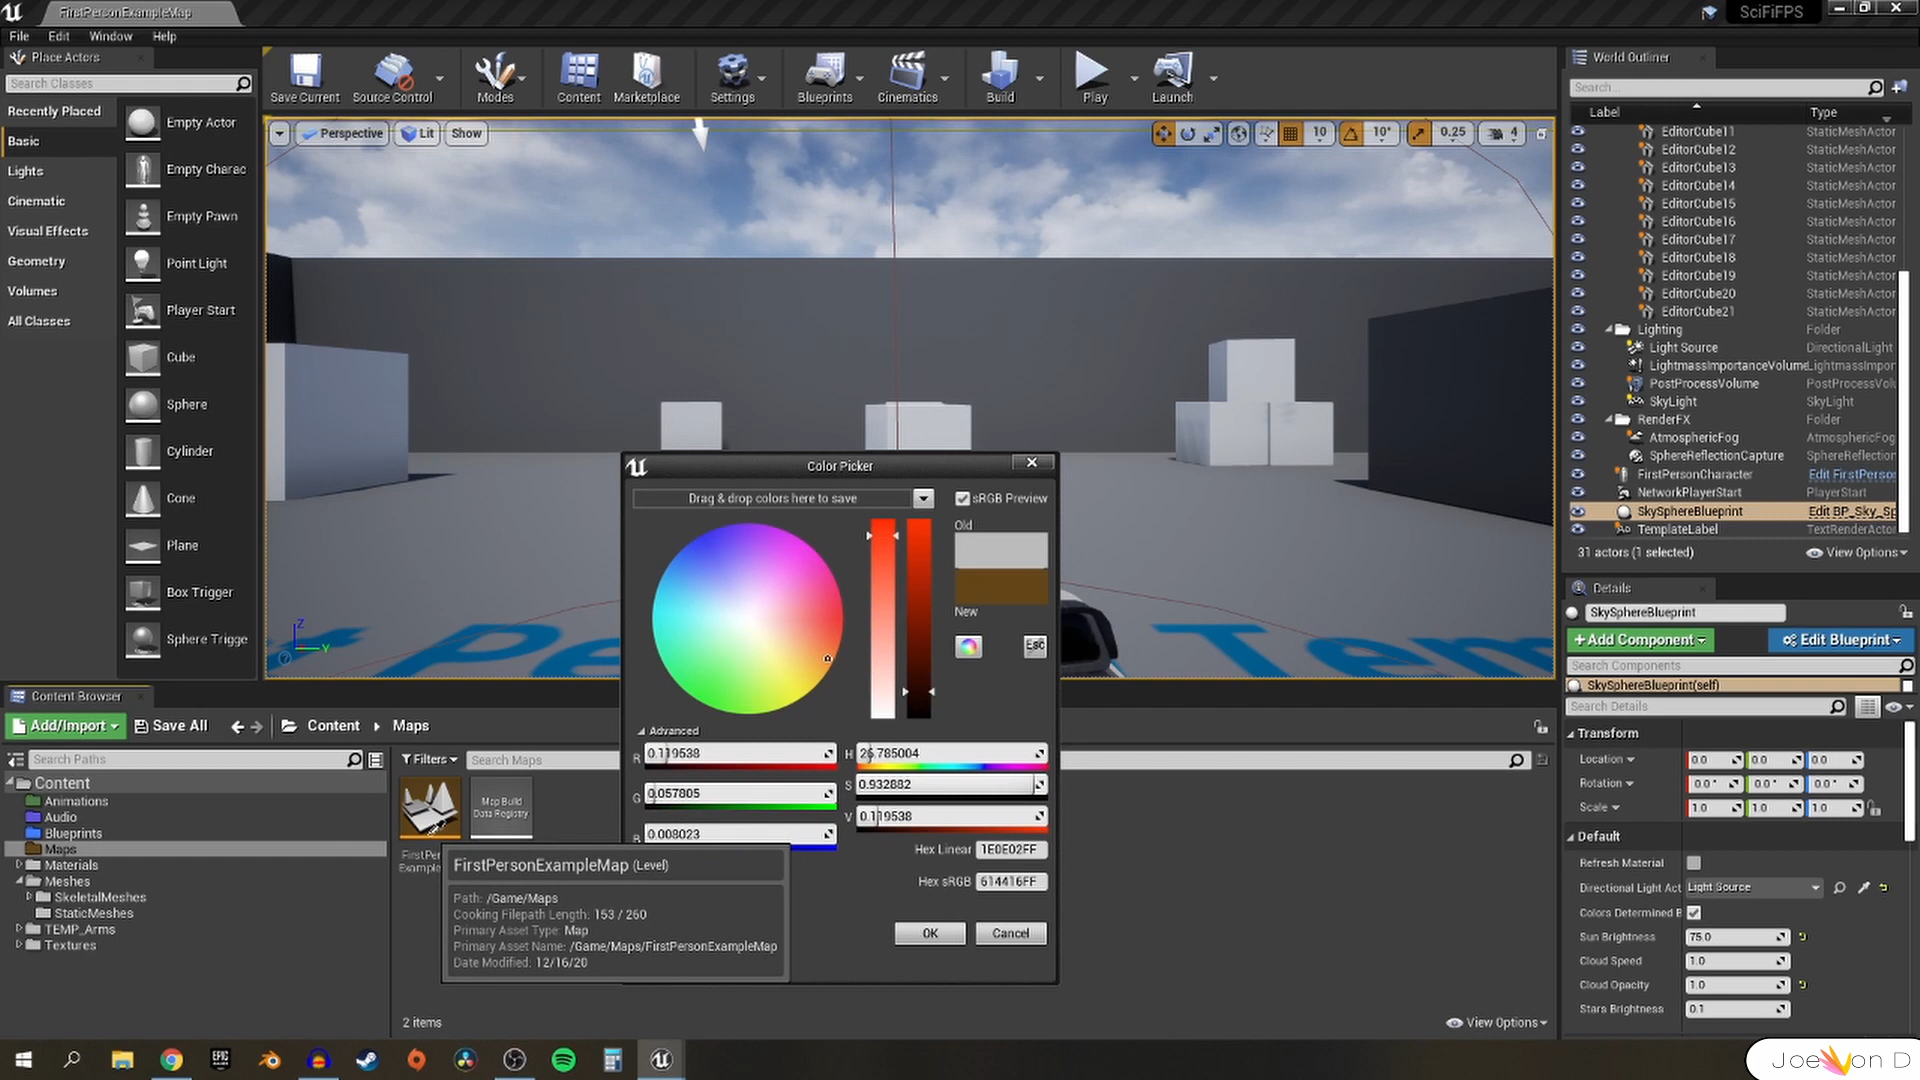 FirstPersonExampleMap
SciFiFPS
File Edit Window Help
Place Actors
Search Classes
Recently Placed
Basic
Lights
Cinematic
Visual Effects
Geometry
Volumes
All Classes
Empty Actor
Empty Charac
Empty Pawn
Point Light
Player Start
Cube
Sphere
Cylinder
Cone
Plane
Box Trigger
Sphere Trigge
Save Current Source Control Modes Content Marketplace Settings Blueprints Cinematics Build Play Launch
Perspective Lit Show
10 10° 0.25 4
World Outliner
Search...
Label Type
EditorCube11 StaticMeshActor
EditorCube12 StaticMeshActor
EditorCube13 StaticMeshActor
EditorCube14 StaticMeshActor
EditorCube15 StaticMeshActor
EditorCube16 StaticMeshActor
EditorCube17 StaticMeshActor
EditorCube18 StaticMeshActor
EditorCube19 StaticMeshActor
EditorCube20 StaticMeshActor
EditorCube21 StaticMeshActor
Lighting Folder
Light Source DirectionalLight
LightmassImportanceVolume Lightmass​Impor
PostProcessVolume PostProcessVolu
SkyLight SkyLight
RenderFX Folder
AtmosphericFog AtmosphericFog
SphereReflectionCapture SphereReflection
FirstPersonCharacter Edit FirstPerson
NetworkPlayerStart PlayerStart
SkySphereBlueprint Edit BP_Sky_Sp
TemplateLabel TextRenderActor
31 actors (1 selected) View Options
Details
SkySphereBlueprint
+Add Component Edit Blueprint
Search Components
SkySphereBlueprint(self)
Search Details
Transform
Location 0.0 0.0 0.0
Rotation 0.0° 0.0° 0.0°
Scale 1.0 1.0 1.0
Default
Refresh Material
Directional Light Act Light Source
Colors Determined B
Sun Brightness 75.0
Cloud Speed 1.0
Cloud Opacity 1.0
Stars Brightness 0.1
Z
Y
Pe Tem
Color Picker
Drag & drop colors here to save
sRGB Preview
Old
New
Esc
Advanced
R 0.119538 H 26.785004
G 0.057805 S 0.932882
B 0.008023 V 0.119538
Hex Linear 1E0E02FF
Hex sRGB 614416FF
OK Cancel
Content Browser
Add/Import Save All Content Maps
Search Paths
Filters Search Maps
Content
Animations
Audio
Blueprints
Maps
Materials
Meshes
SkeletalMeshes
StaticMeshes
TEMP_Arms
Textures
Map Build
Data Registry
FirstPer
Example
FirstPersonExampleMap (Level)
Path: /Game/Maps
Cooking Filepath Length: 153 / 260
Primary Asset Type: Map
Primary Asset Name: /Game/Maps/FirstPersonExampleMap
Date Modified: 12/16/20
2 items
View Options
EPIC
Joe Von D